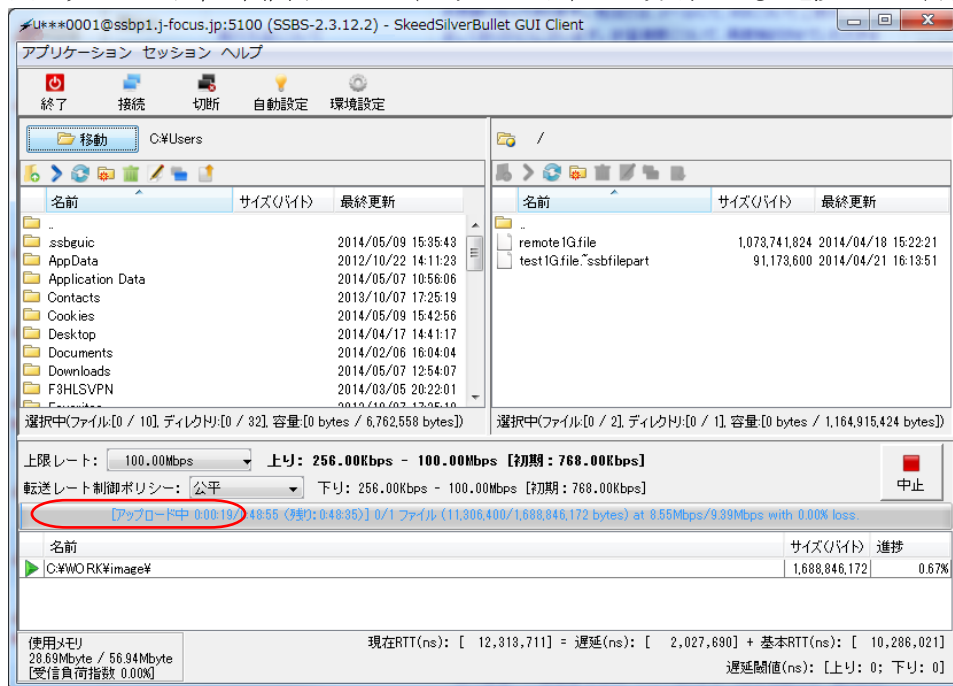 u***0001@ssbp1.j-focus.jp:5100 (SSBS-2.3.12.2) - SkeedSilverBullet GUI Client
アプリケーション セッション ヘルプ
終了 接続 切断 自動設定 環境設定
移動 C:¥Users
/
名前 サイズ(バイト) 最終更新
..
.ssbguic 2014/05/09 15:35:43
AppData 2012/10/22 14:11:23
Application Data 2014/05/07 10:56:06
Contacts 2013/10/07 17:25:19
Cookies 2014/05/09 15:42:56
Desktop 2014/04/17 14:41:17
Documents 2014/02/06 16:04:04
Downloads 2014/05/07 12:54:07
F3HLSVPN 2014/03/05 20:22:01
選択中(ファイル:[0 / 10], ディレクトリ:[0 / 32], 容量:[0 bytes / 6,762,558 bytes])
名前 サイズ(バイト) 最終更新
..
remote1G.file 1,073,741,824 2014/04/18 15:22:21
test1G.file.~ssbfilepart 91,173,600 2014/04/21 16:13:51
選択中(ファイル:[0 / 2], ディレクトリ:[0 / 1], 容量:[0 bytes / 1,164,915,424 bytes])
上限レート: 100.00Mbps 上り: 256.00Kbps - 100.00Mbps [初期:768.00Kbps]
転送レート制御ポリシー: 公平 下り: 256.00Kbps - 100.00Mbps [初期:768.00Kbps]
中止
[アップロード中 0:00:19/0:48:55 (残り: 0:48:35)] 0/1 ファイル (11,306,400/1,688,846,172 bytes) at 8.55Mbps/9.39Mbps with 0.00% loss.
名前 サイズ(バイト) 進捗
C:¥WORK¥image¥ 1,688,846,172 0.67%
使用メモリ
28.69Mbyte / 56.94Mbyte
[受信負荷指数 0.00%]
現在RTT(ns): [ 12,313,711] = 遅延(ns): [ 2,027,690] + 基本RTT(ns): [ 10,286,021]
遅延閾値(ns): [上り: 0; 下り: 0]